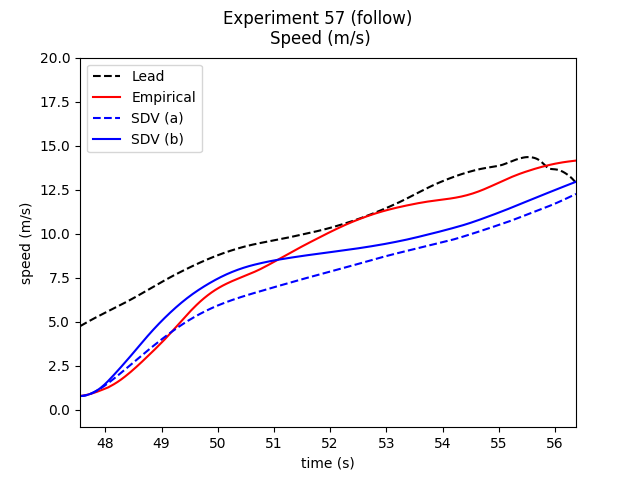 Experiment 57 (follow)
Speed (m/s)
20.0
17.5
15.0
12.5
10.0
7.5
5.0
2.5
0.0
speed (m/s)
Lead
Empirical
SDV (a)
SDV (b)
48 49 50 51 52 53 54 55 56
time (s)